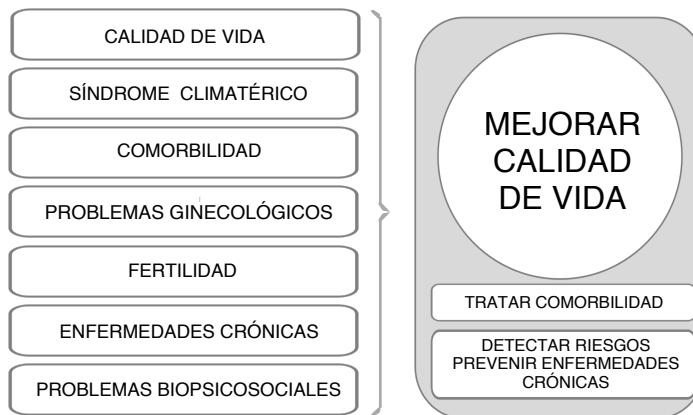 CALIDAD DE VIDA
SÍNDROME CLIMATÉRICO
COMORBILIDAD
PROBLEMAS GINECOLÓGICOS
FERTILIDAD
ENFERMEDADES CRÓNICAS
PROBLEMAS BIOPSICOSOCIALES
MEJORAR
CALIDAD
DE VIDA
TRATAR COMORBILIDAD
DETECTAR RIESGOS
PREVENIR ENFERMEDADES
CRÓNICAS